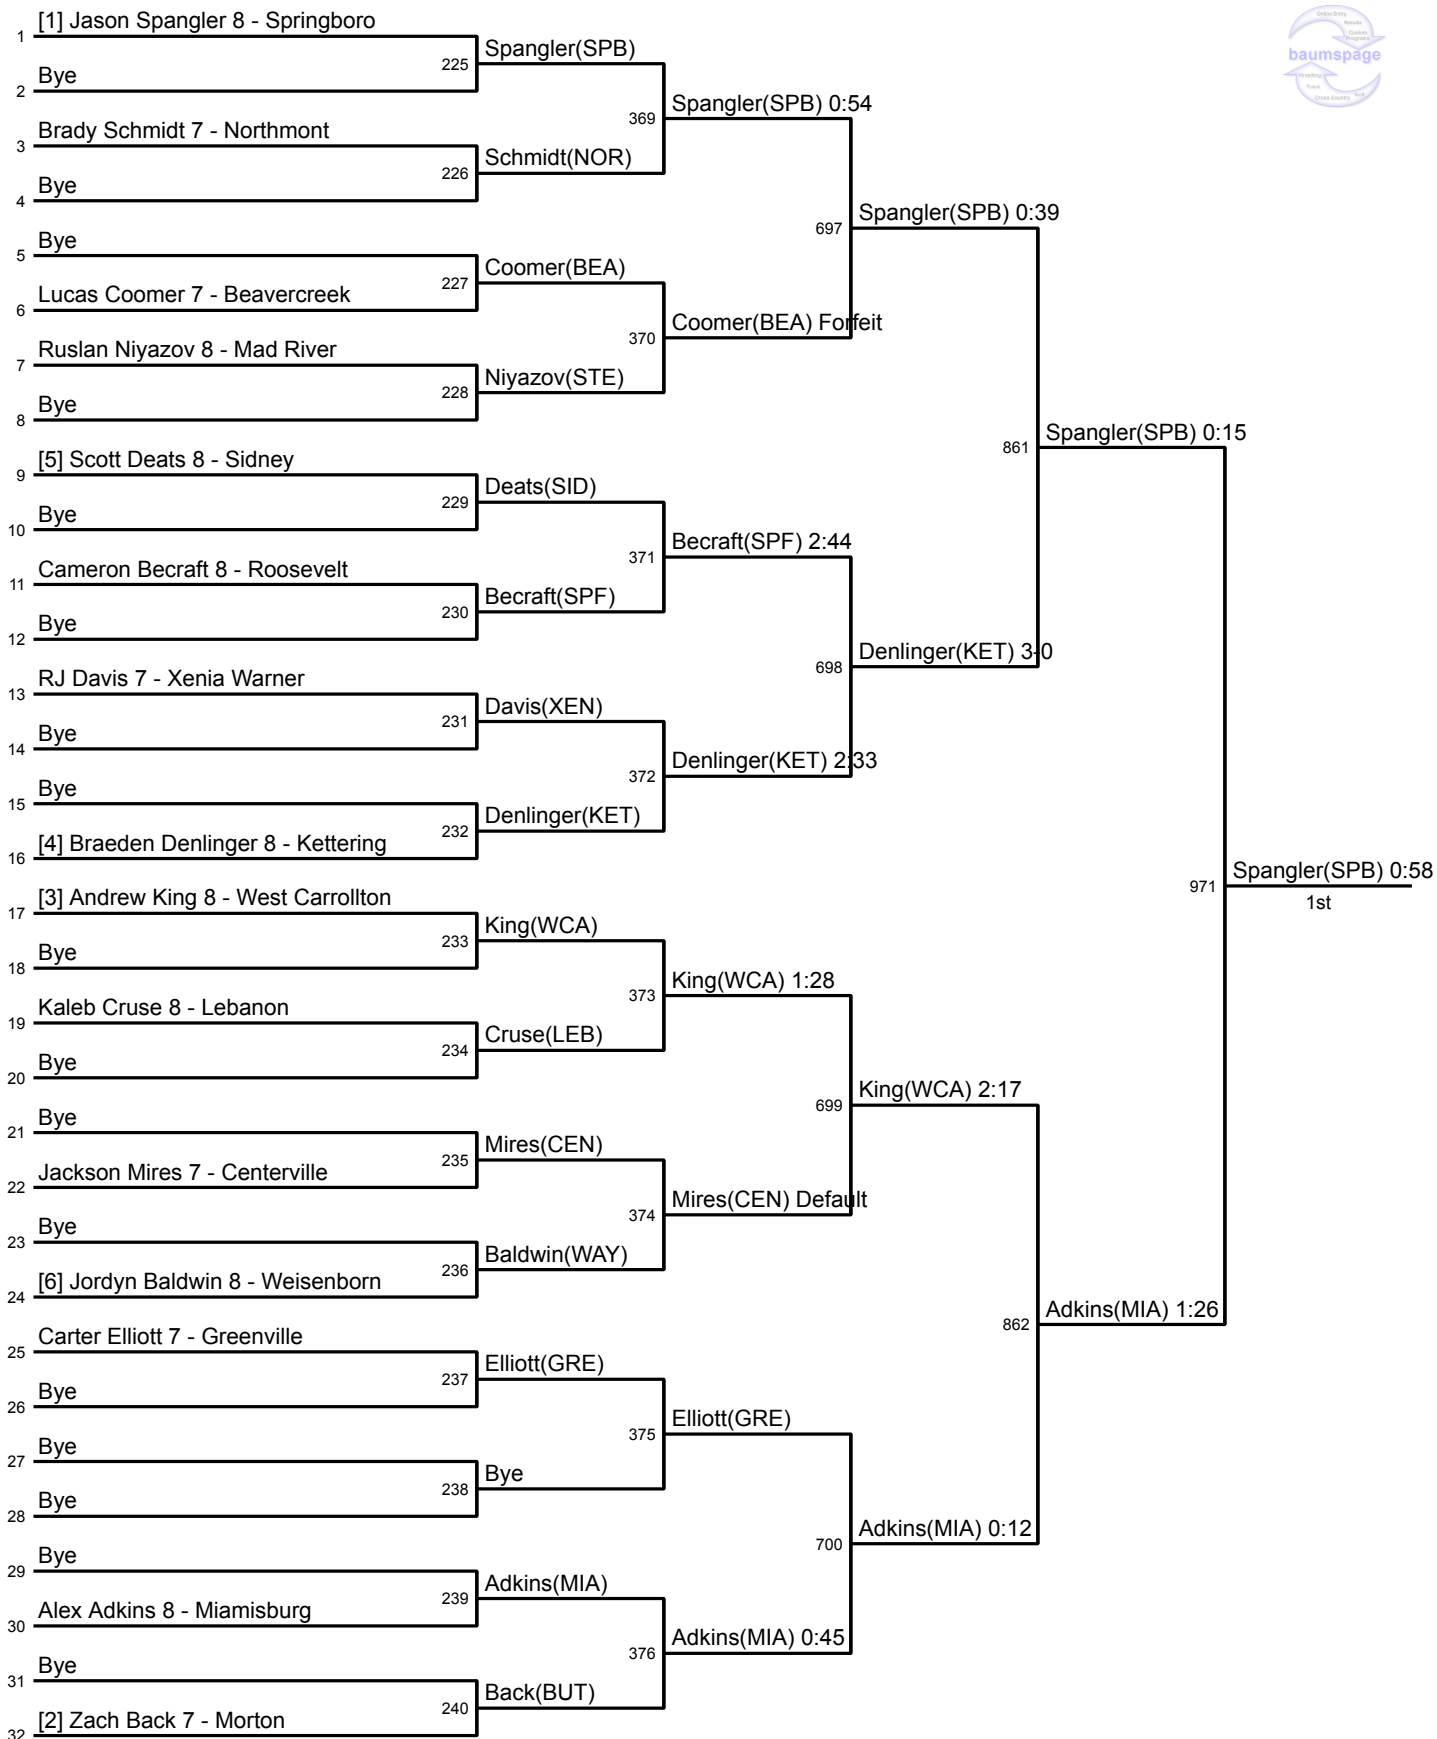 [1] Jason Spangler 8 - Springboro
1
Bye
2
225
Spangler(SPB)
Brady Schmidt 7 - Northmont
3
Bye
4
226
Schmidt(NOR)
369
Spangler(SPB) 0:54
Bye
5
Lucas Coomer 7 - Beavercreek
6
227
Coomer(BEA)
Ruslan Niyazov 8 - Mad River
7
Bye
8
228
Niyazov(STE)
370
Coomer(BEA) Forfeit
697
Spangler(SPB) 0:39
[5] Scott Deats 8 - Sidney
9
Bye
10
229
Deats(SID)
Cameron Becraft 8 - Roosevelt
11
Bye
12
230
Becraft(SPF)
371
Becraft(SPF) 2:44
RJ Davis 7 - Xenia Warner
13
Bye
14
231
Davis(XEN)
Bye
15
[4] Braeden Denlinger 8 - Kettering
16
232
Denlinger(KET)
372
Denlinger(KET) 2:33
698
Denlinger(KET) 3-0
861
Spangler(SPB) 0:15
[3] Andrew King 8 - West Carrollton
17
Bye
18
233
King(WCA)
Kaleb Cruse 8 - Lebanon
19
Bye
20
234
Cruse(LEB)
373
King(WCA) 1:28
Bye
21
Jackson Mires 7 - Centerville
22
235
Mires(CEN)
Bye
23
[6] Jordyn Baldwin 8 - Weisenborn
24
236
Baldwin(WAY)
374
Mires(CEN) Default
699
King(WCA) 2:17
Carter Elliott 7 - Greenville
25
Bye
26
237
Elliott(GRE)
Bye
27
Bye
28
238
Bye
375
Elliott(GRE)
Bye
29
Alex Adkins 8 - Miamisburg
30
239
Adkins(MIA)
Bye
31
[2] Zach Back 7 - Morton
32
240
Back(BUT)
376
Adkins(MIA) 0:45
700
Adkins(MIA) 0:12
862
Adkins(MIA) 1:26
971
Spangler(SPB) 0:58
1st
Online Entry
Results
Custom
Programs
baumspage
Wrestling
Track
Cross Country
Golf